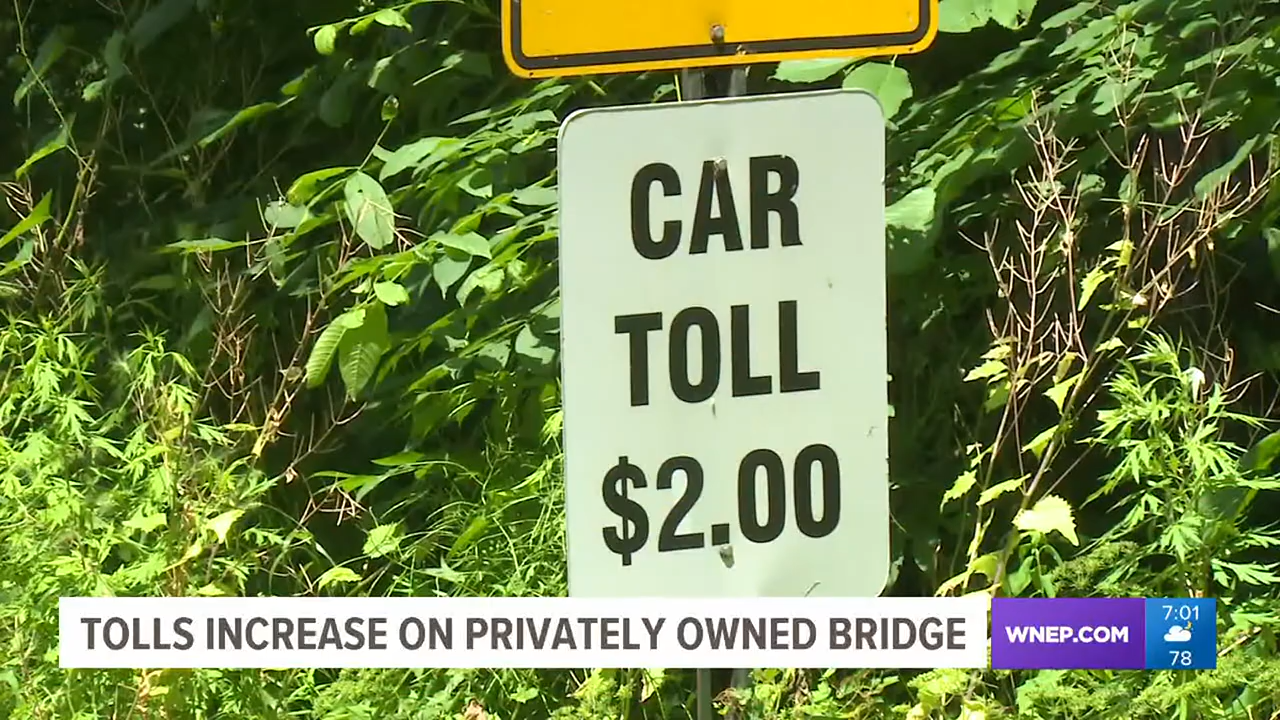 CAR
TOLL
$2.00
TOLLS INCREASE ON PRIVATELY OWNED BRIDGE
WNEP.COM
7:01
78